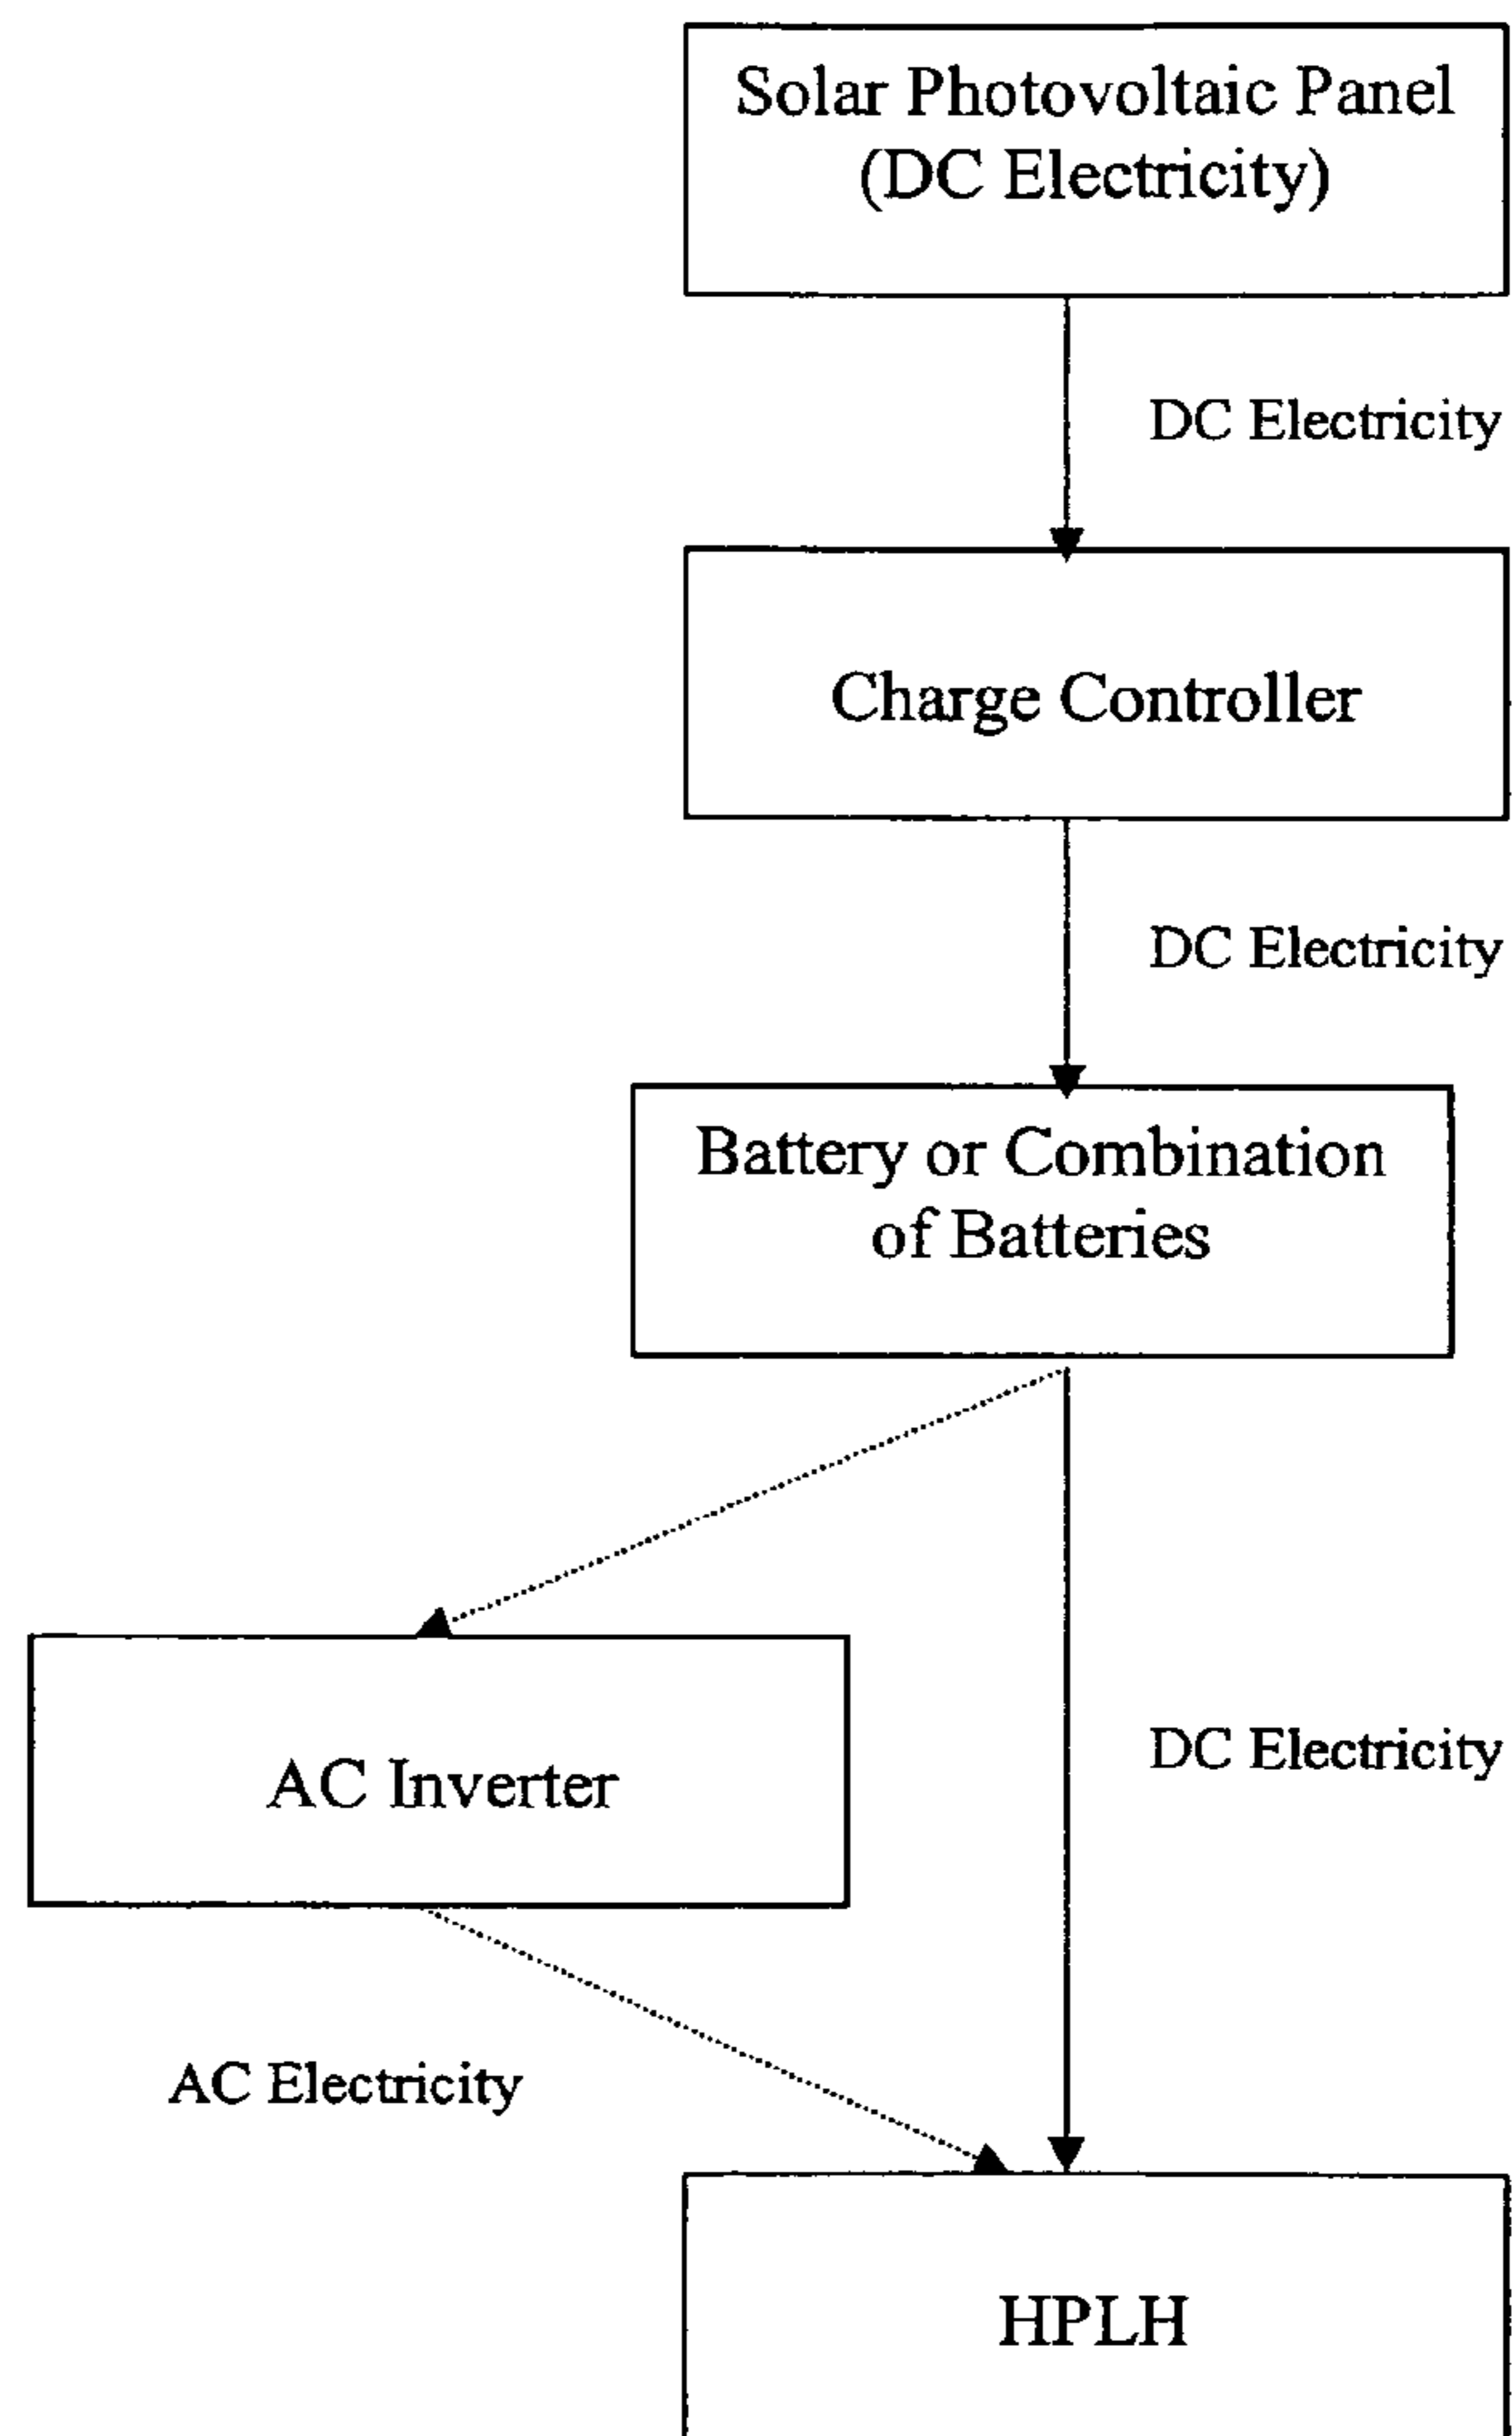 Solar Photovoltaic Panel
(DC Electricity)
DC Electricity
Charge Controller
DC Electricity
Battery or Combination
of Batteries
AC Inverter
DC Electricity
AC Electricity
HPLH